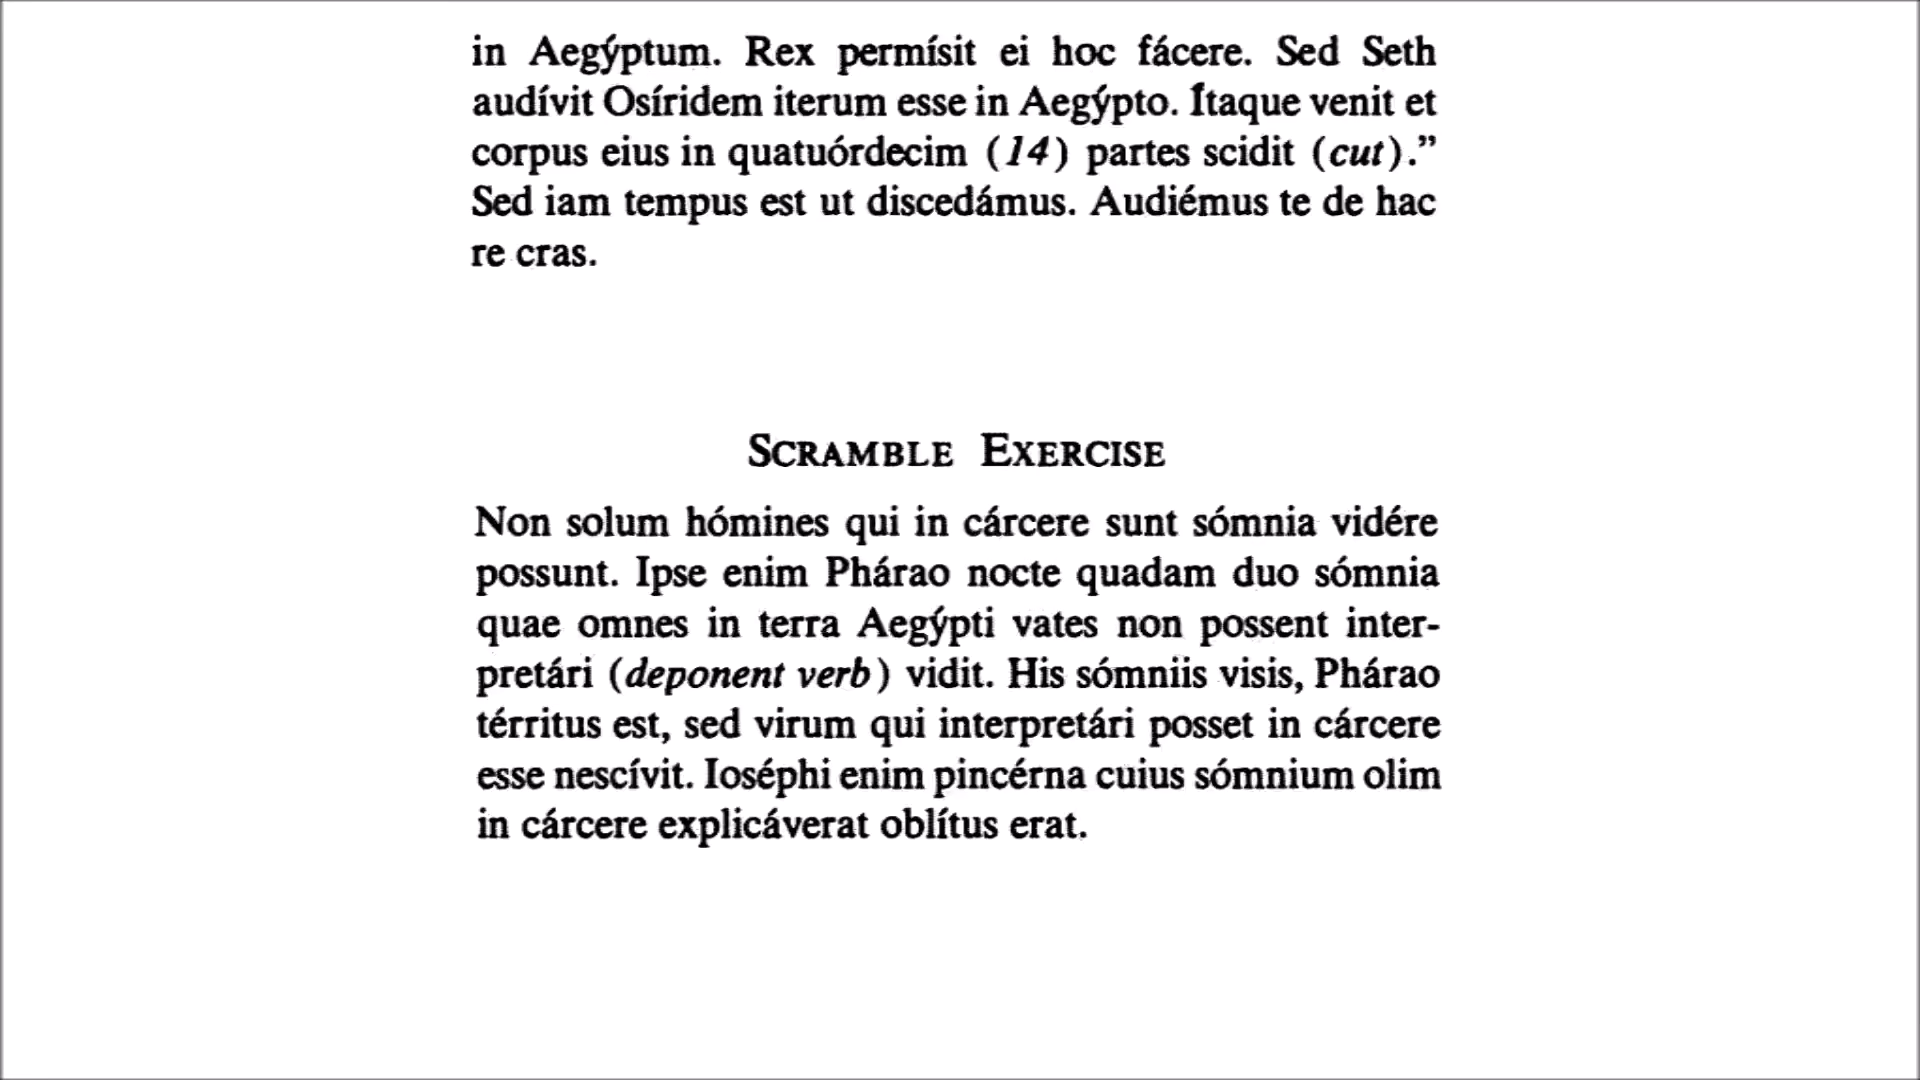 in Aegýptum. Rex permísit ei hoc fácere. Sed Seth
audívit Osíridem iterum esse in Aegýpto. Ítaque venit et
corpus eius in quatuórdecim (14) partes scidit (cut).”
Sed iam tempus est ut discedámus. Audiémus te de hac
re cras.
SCRAMBLE EXERCISE
Non solum hómines qui in cárcere sunt sómnia vidére
possunt. Ipse enim Phárao nocte quadam duo sómnia
quae omnes in terra Aegýpti vates non possent inter-
pretári (deponent verb) vidit. His sómniis visis, Phárao
térritus est, sed virum qui interpretári posset in cárcere
esse nescívit. Ioséphi enim pincérna cuius sómnium olim
in cárcere explicáverat oblítus erat.